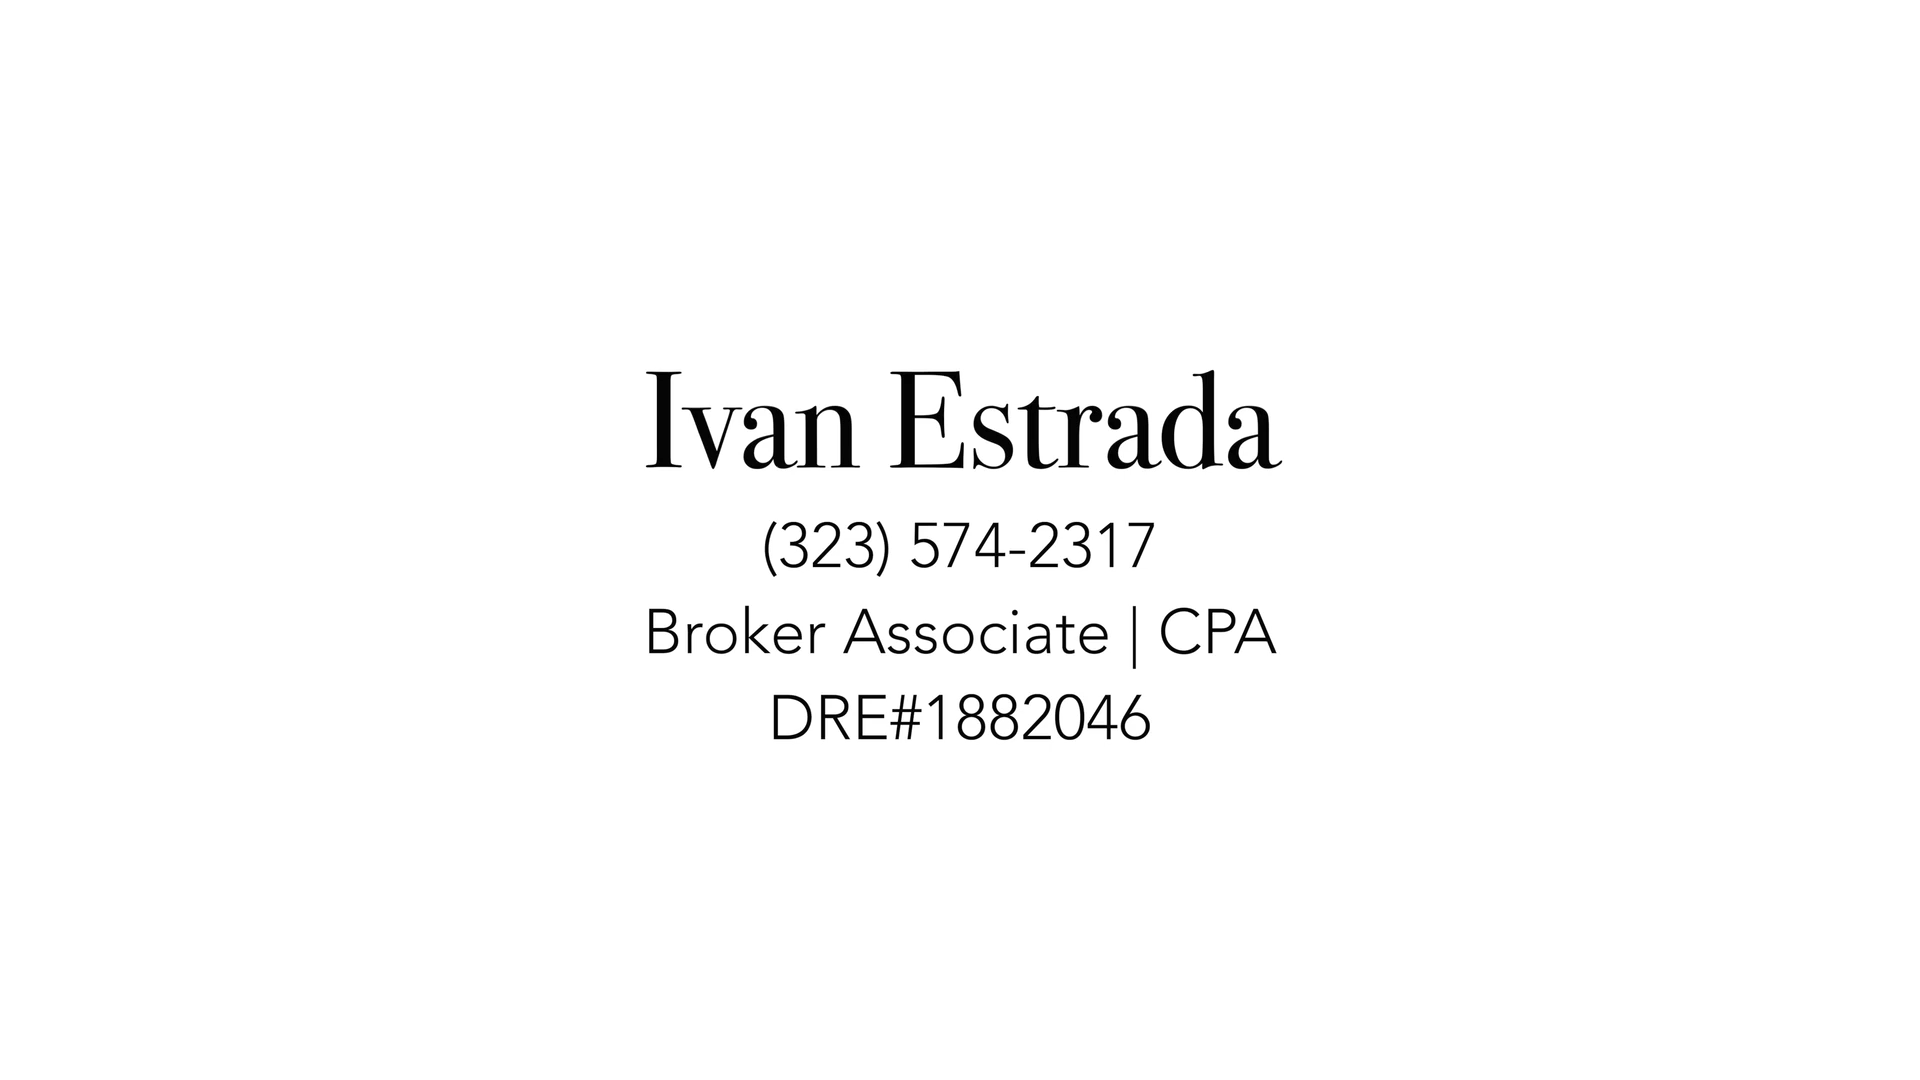 Ivan Estrada
(323) 574-2317
Broker Associate | CPA
DRE#1882046